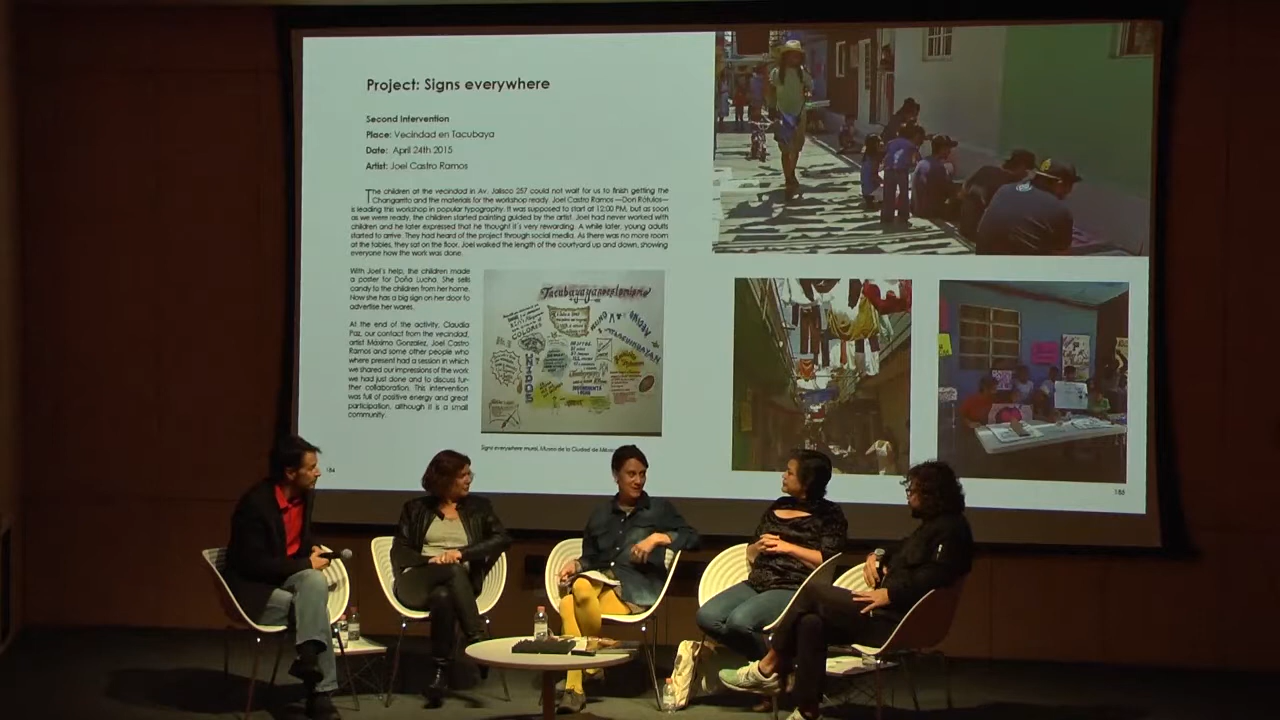 Project: Signs everywhere
Second Intervention
Place: Vecindad en Tacubaya
Date: April 24th 2015
Artist: Joel Castro Ramos
The children at the vecindad in Av. Jalisco 257 could not wait for us to finish getting the
Changarrito and the materials for the workshop ready. Joel Castro Ramos —Don Rótulos—
is leading this workshop in popular typography. It was supposed to start at 12:00 PM, but as soon
as we were ready, the children started painting guided by the artist. Joel had never worked with
children and he later expressed that he thought it´s very rewarding. A while later, young adults
started to arrive. They had heard of the project through social media. As there was no more room
at the tables, they sat on the floor. Joel walked the length of the courtyard up and down, showing
everyone how the work was done.
With Joel's help, the children made
a poster for Doña Lucha. She sells
candy to the children from her home.
Now she has a big sign on her door to
advertise her wares.
At the end of the activity, Claudia
Paz, our contact from the vecindad,
artist Máximo González, Joel Castro
Ramos and some other people who
where present had a session in which
we shared our impressions of the work
we had just done and to discuss fur-
ther collaboration. This intervention
was full of positive energy and great
participation, although it is a small
community.
COLORES
Signs everywhere mural, Museo de la Ciudad de
184
185